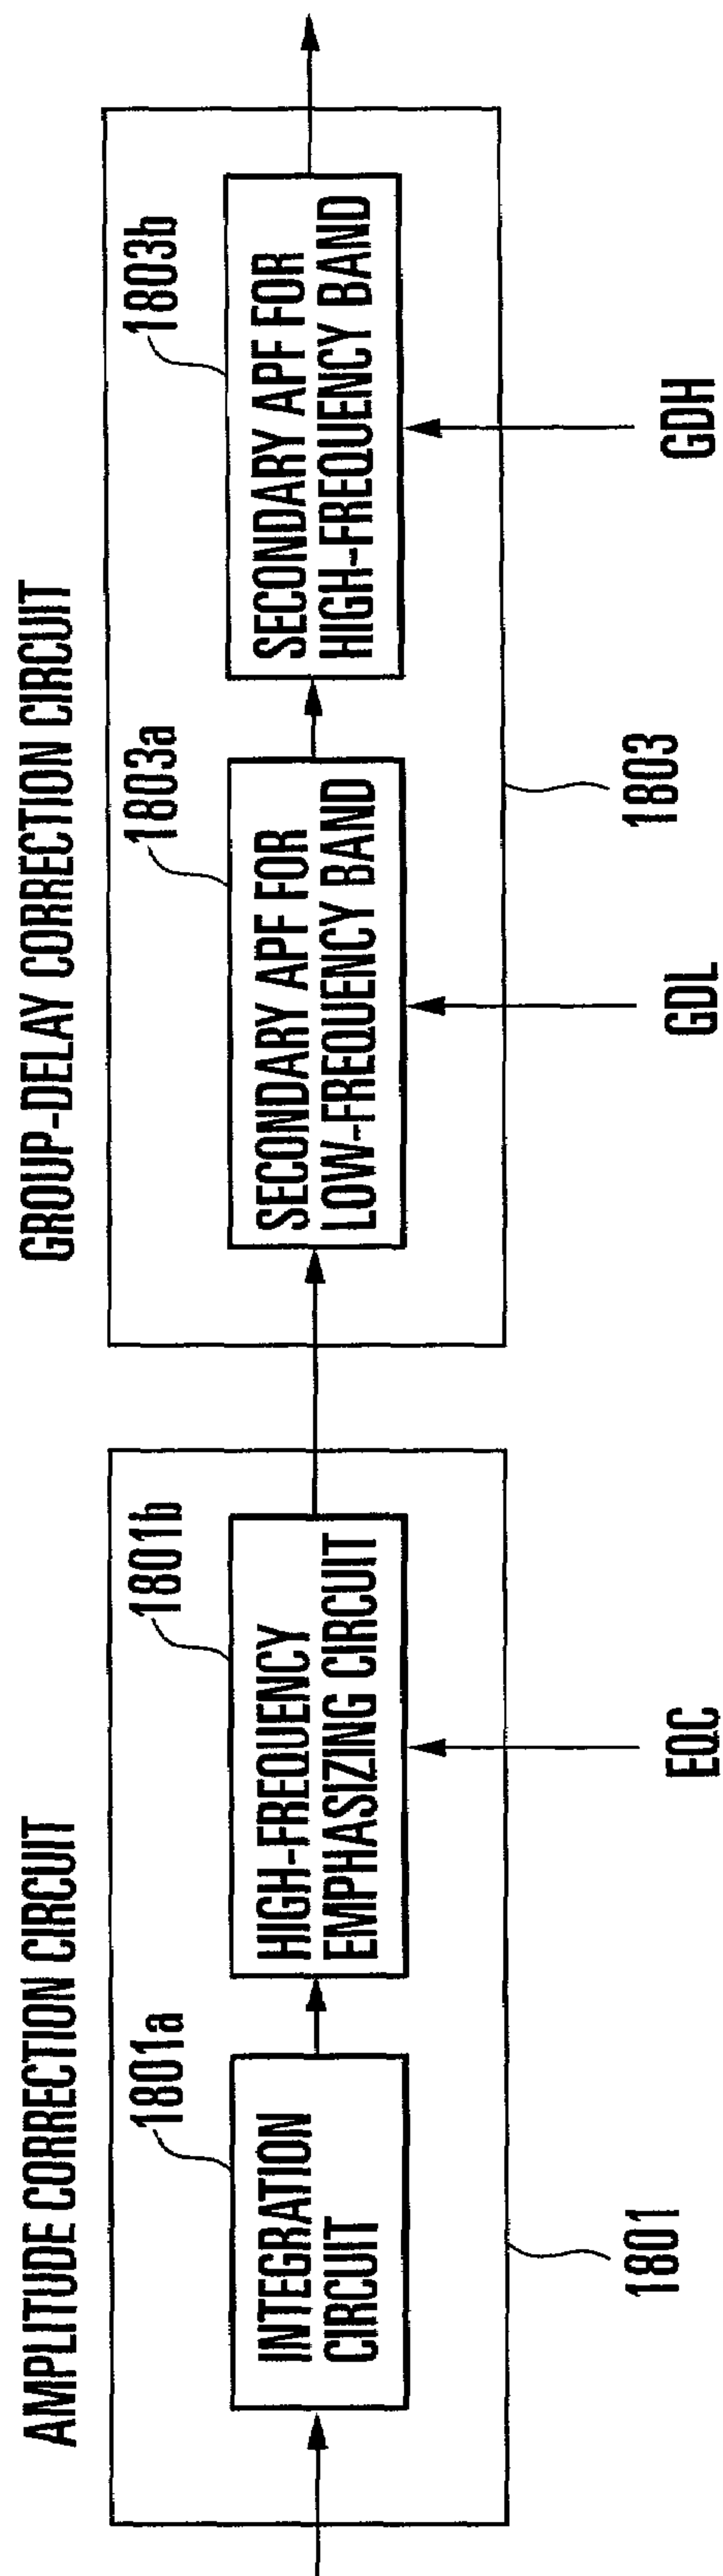 AMPLITUDE CORRECTION CIRCUIT
1801a
INTEGRATION
CIRCUIT
1801b
HIGH-FREQUENCY
EMPHASIZING CIRCUIT
1801
EQC
GROUP-DELAY CORRECTION CIRCUIT
1803a
SECONDARY APF FOR
LOW-FREQUENCY BAND
1803b
SECONDARY APF FOR
HIGH-FREQUENCY BAND
GDL
1803
GDH